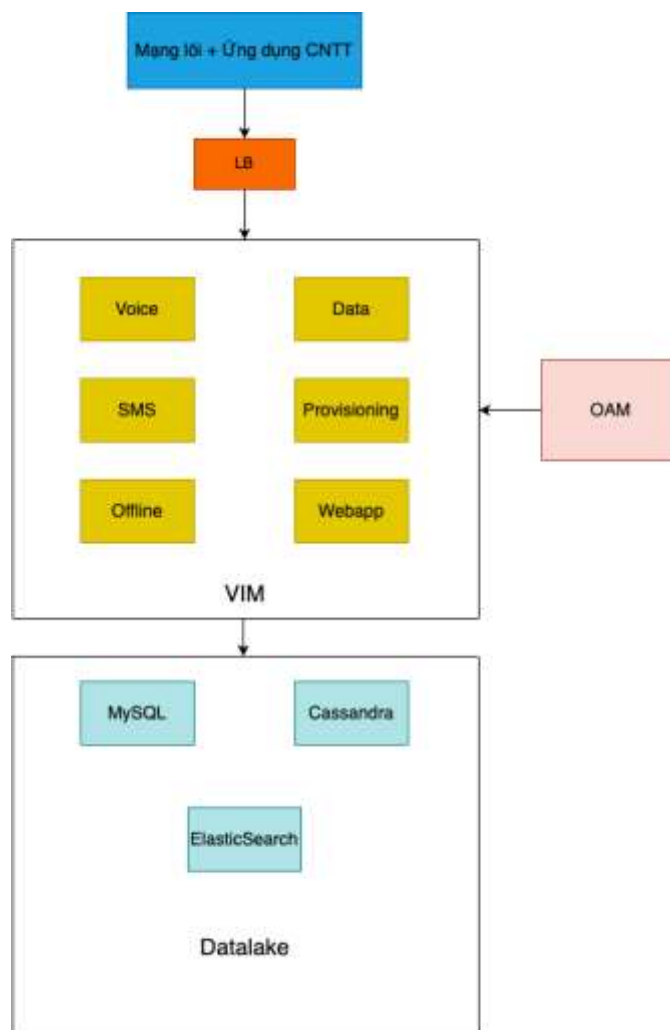 Mạng lõi + Ứng dụng CNTT
LB
Voice
Data
SMS
Provisioning
OAM
Offline
Webapp
VIM
MySQL
Cassandra
ElasticSearch
Datalake